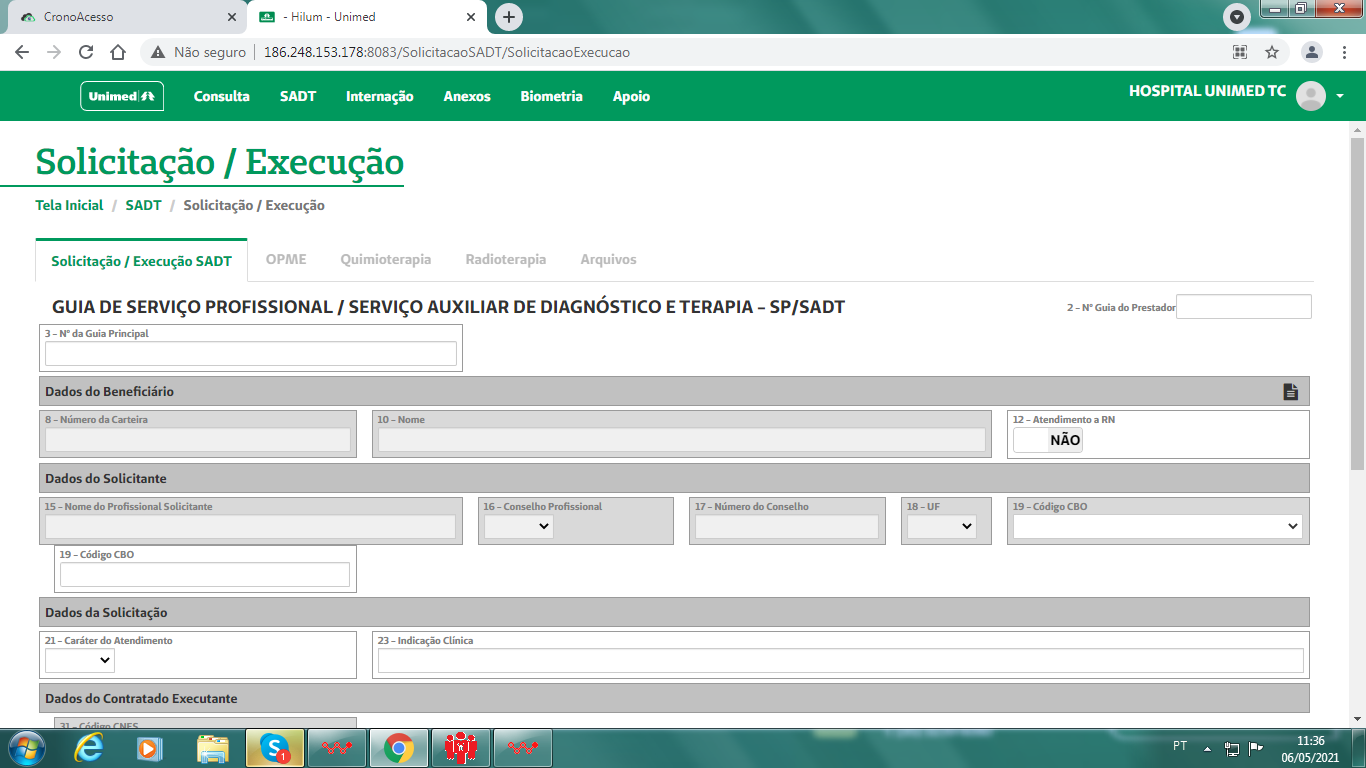 CronoAcesso
- Hilum - Unimed
Não seguro
186.248.153.178:8083/SolicitacaoSADT/SolicitacaoExecucao
Unimed
Consulta
SADT
Internação
Anexos
Biometria
Apoio
HOSPITAL UNIMED TC
Solicitação / Execução
Tela Inicial / SADT / Solicitação / Execução
Solicitação / Execução SADT
OPME
Quimioterapia
Radioterapia
Arquivos
GUIA DE SERVIÇO PROFISSIONAL / SERVIÇO AUXILIAR DE DIAGNÓSTICO E TERAPIA – SP/SADT
2 – Nº Guia do Prestador
3 – Nº da Guia Principal
Dados do Beneficiário
8 – Número da Carteira
10 – Nome
12 – Atendimento a RN
NÃO
Dados do Solicitante
15 – Nome do Profissional Solicitante
16 – Conselho Profissional
17 – Número do Conselho
18 – UF
19 – Código CBO
19 – Código CBO
Dados da Solicitação
21 – Caráter do Atendimento
23 – Indicação Clínica
Dados do Contratado Executante
31 – Código CNES
1
PT
11:36
06/05/2021